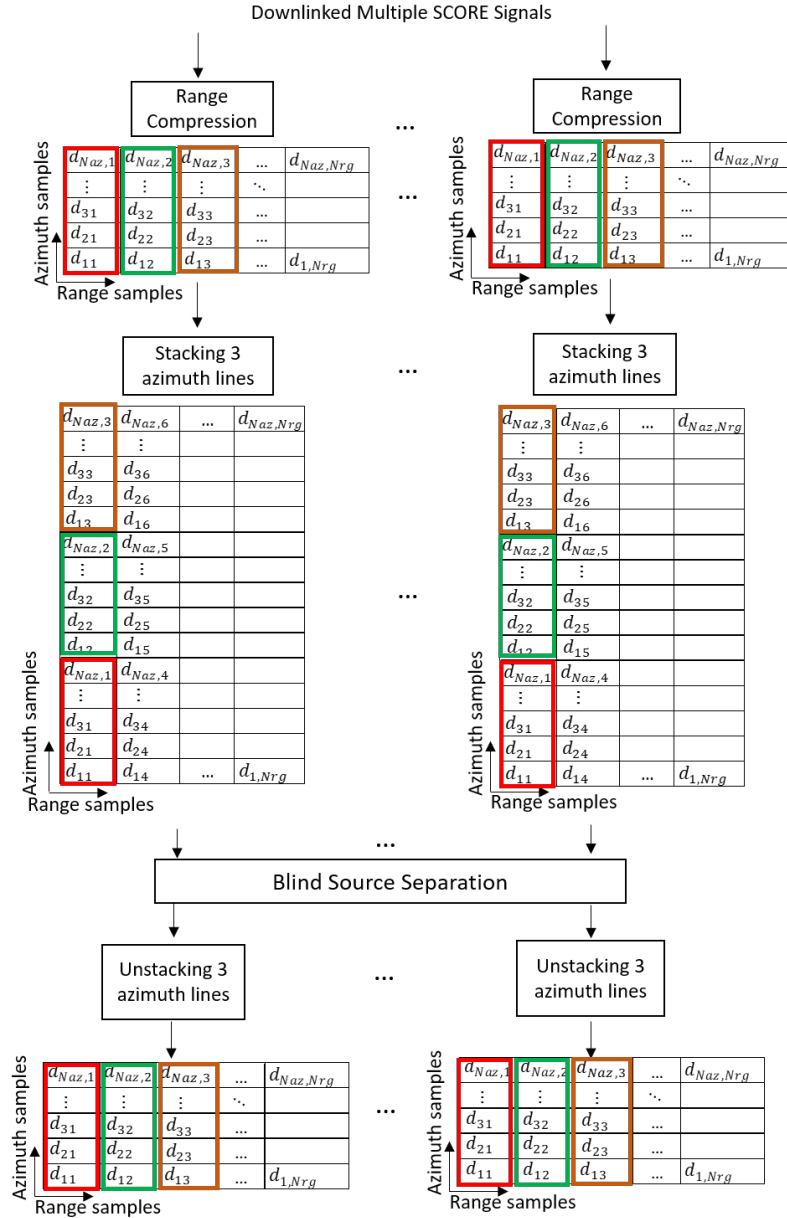 Downlinked Multiple SCORE Signals
Range Compression ... Range Compression
Azimuth samples
d_{Naz,1} d_{Naz,2} d_{Naz,3} ... d_{Naz,Nrg}
⋮ ⋮ ⋮ ⋱
d_{31} d_{32} d_{33} ...
d_{21} d_{22} d_{23} ...
d_{11} d_{12} d_{13} ... d_{1,Nrg}
Range samples
...
Azimuth samples
d_{Naz,1} d_{Naz,2} d_{Naz,3} ... d_{Naz,Nrg}
⋮ ⋮ ⋮ ⋱
d_{31} d_{32} d_{33} ...
d_{21} d_{22} d_{23} ...
d_{11} d_{12} d_{13} ... d_{1,Nrg}
Range samples
Stacking 3 azimuth lines ... Stacking 3 azimuth lines
Azimuth samples
d_{Naz,3} d_{Naz,6} ... d_{Naz,Nrg}
⋮ ⋮
d_{33} d_{36}
d_{23} d_{26}
d_{13} d_{16}
d_{Naz,2} d_{Naz,5}
⋮ ⋮
d_{32} d_{35}
d_{22} d_{25}
d_{12} d_{15}
d_{Naz,1} d_{Naz,4}
⋮ ⋮
d_{31} d_{34}
d_{21} d_{24}
d_{11} d_{14} ... d_{1,Nrg}
Range samples
...
Azimuth samples
d_{Naz,3} d_{Naz,6} ... d_{Naz,Nrg}
⋮ ⋮
d_{33} d_{36}
d_{23} d_{26}
d_{13} d_{16}
d_{Naz,2} d_{Naz,5}
⋮ ⋮
d_{32} d_{35}
d_{22} d_{25}
d_{12} d_{15}
d_{Naz,1} d_{Naz,4}
⋮ ⋮
d_{31} d_{34}
d_{21} d_{24}
d_{11} d_{14} ... d_{1,Nrg}
Range samples
...
Blind Source Separation
Unstacking 3 azimuth lines ... Unstacking 3 azimuth lines
Azimuth samples
d_{Naz,1} d_{Naz,2} d_{Naz,3} ... d_{Naz,Nrg}
⋮ ⋮ ⋮ ⋱
d_{31} d_{32} d_{33} ...
d_{21} d_{22} d_{23} ...
d_{11} d_{12} d_{13} ... d_{1,Nrg}
Range samples
...
Azimuth samples
d_{Naz,1} d_{Naz,2} d_{Naz,3} ... d_{Naz,Nrg}
⋮ ⋮ ⋮ ⋱
d_{31} d_{32} d_{33} ...
d_{21} d_{22} d_{23} ...
d_{11} d_{12} d_{13} ... d_{1,Nrg}
Range samples